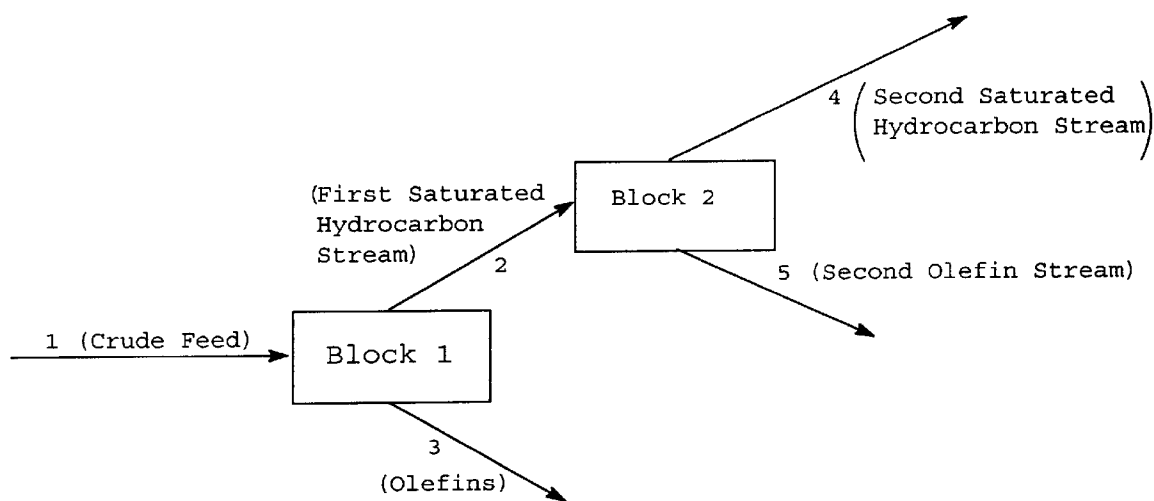 4 (Second Saturated
Hydrocarbon Stream)
(First Saturated
Hydrocarbon
Stream)
2
Block 2
5 (Second Olefin Stream)
1 (Crude Feed)
Block 1
3
(Olefins)